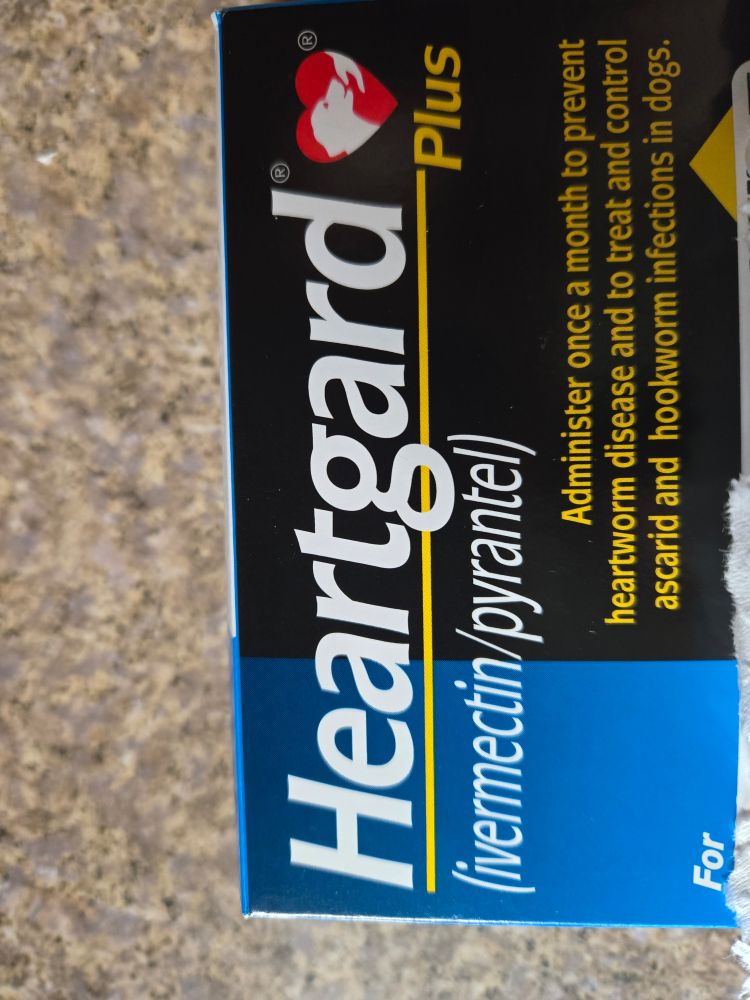 Heartgard® ®
Plus
(ivermectin/pyrantel)
Administer once a month to prevent
heartworm disease and to treat and control
ascarid and hookworm infections in dogs.
For